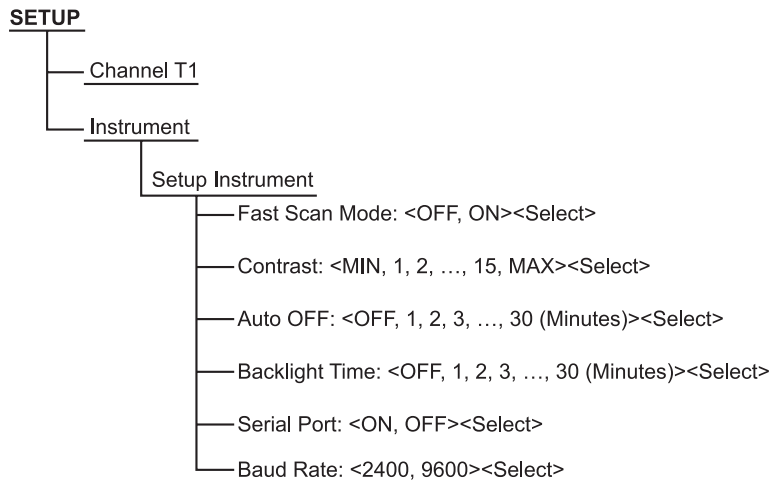 SETUP
Channel T1
Instrument
Setup Instrument
Fast Scan Mode: <OFF, ON><Select>
Contrast: <MIN, 1, 2, …, 15, MAX><Select>
Auto OFF: <OFF, 1, 2, 3, …, 30 (Minutes)><Select>
Backlight Time: <OFF, 1, 2, 3, …, 30 (Minutes)><Select>
Serial Port: <ON, OFF><Select>
Baud Rate: <2400, 9600><Select>